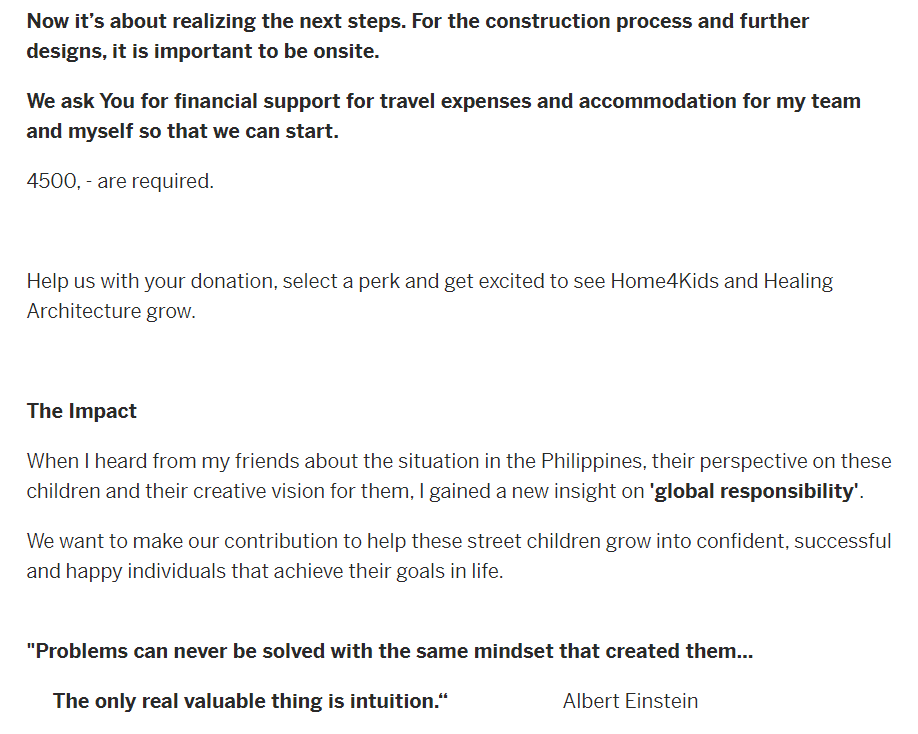 Now it’s about realizing the next steps. For the construction process and further
designs, it is important to be onsite.
We ask You for financial support for travel expenses and accommodation for my team
and myself so that we can start.
4500, - are required.
Help us with your donation, select a perk and get excited to see Home4Kids and Healing
Architecture grow.
The Impact
When I heard from my friends about the situation in the Philippines, their perspective on these
children and their creative vision for them, I gained a new insight on 'global responsibility'.
We want to make our contribution to help these street children grow into confident, successful
and happy individuals that achieve their goals in life.
"Problems can never be solved with the same mindset that created them...
The only real valuable thing is intuition.“ Albert Einstein